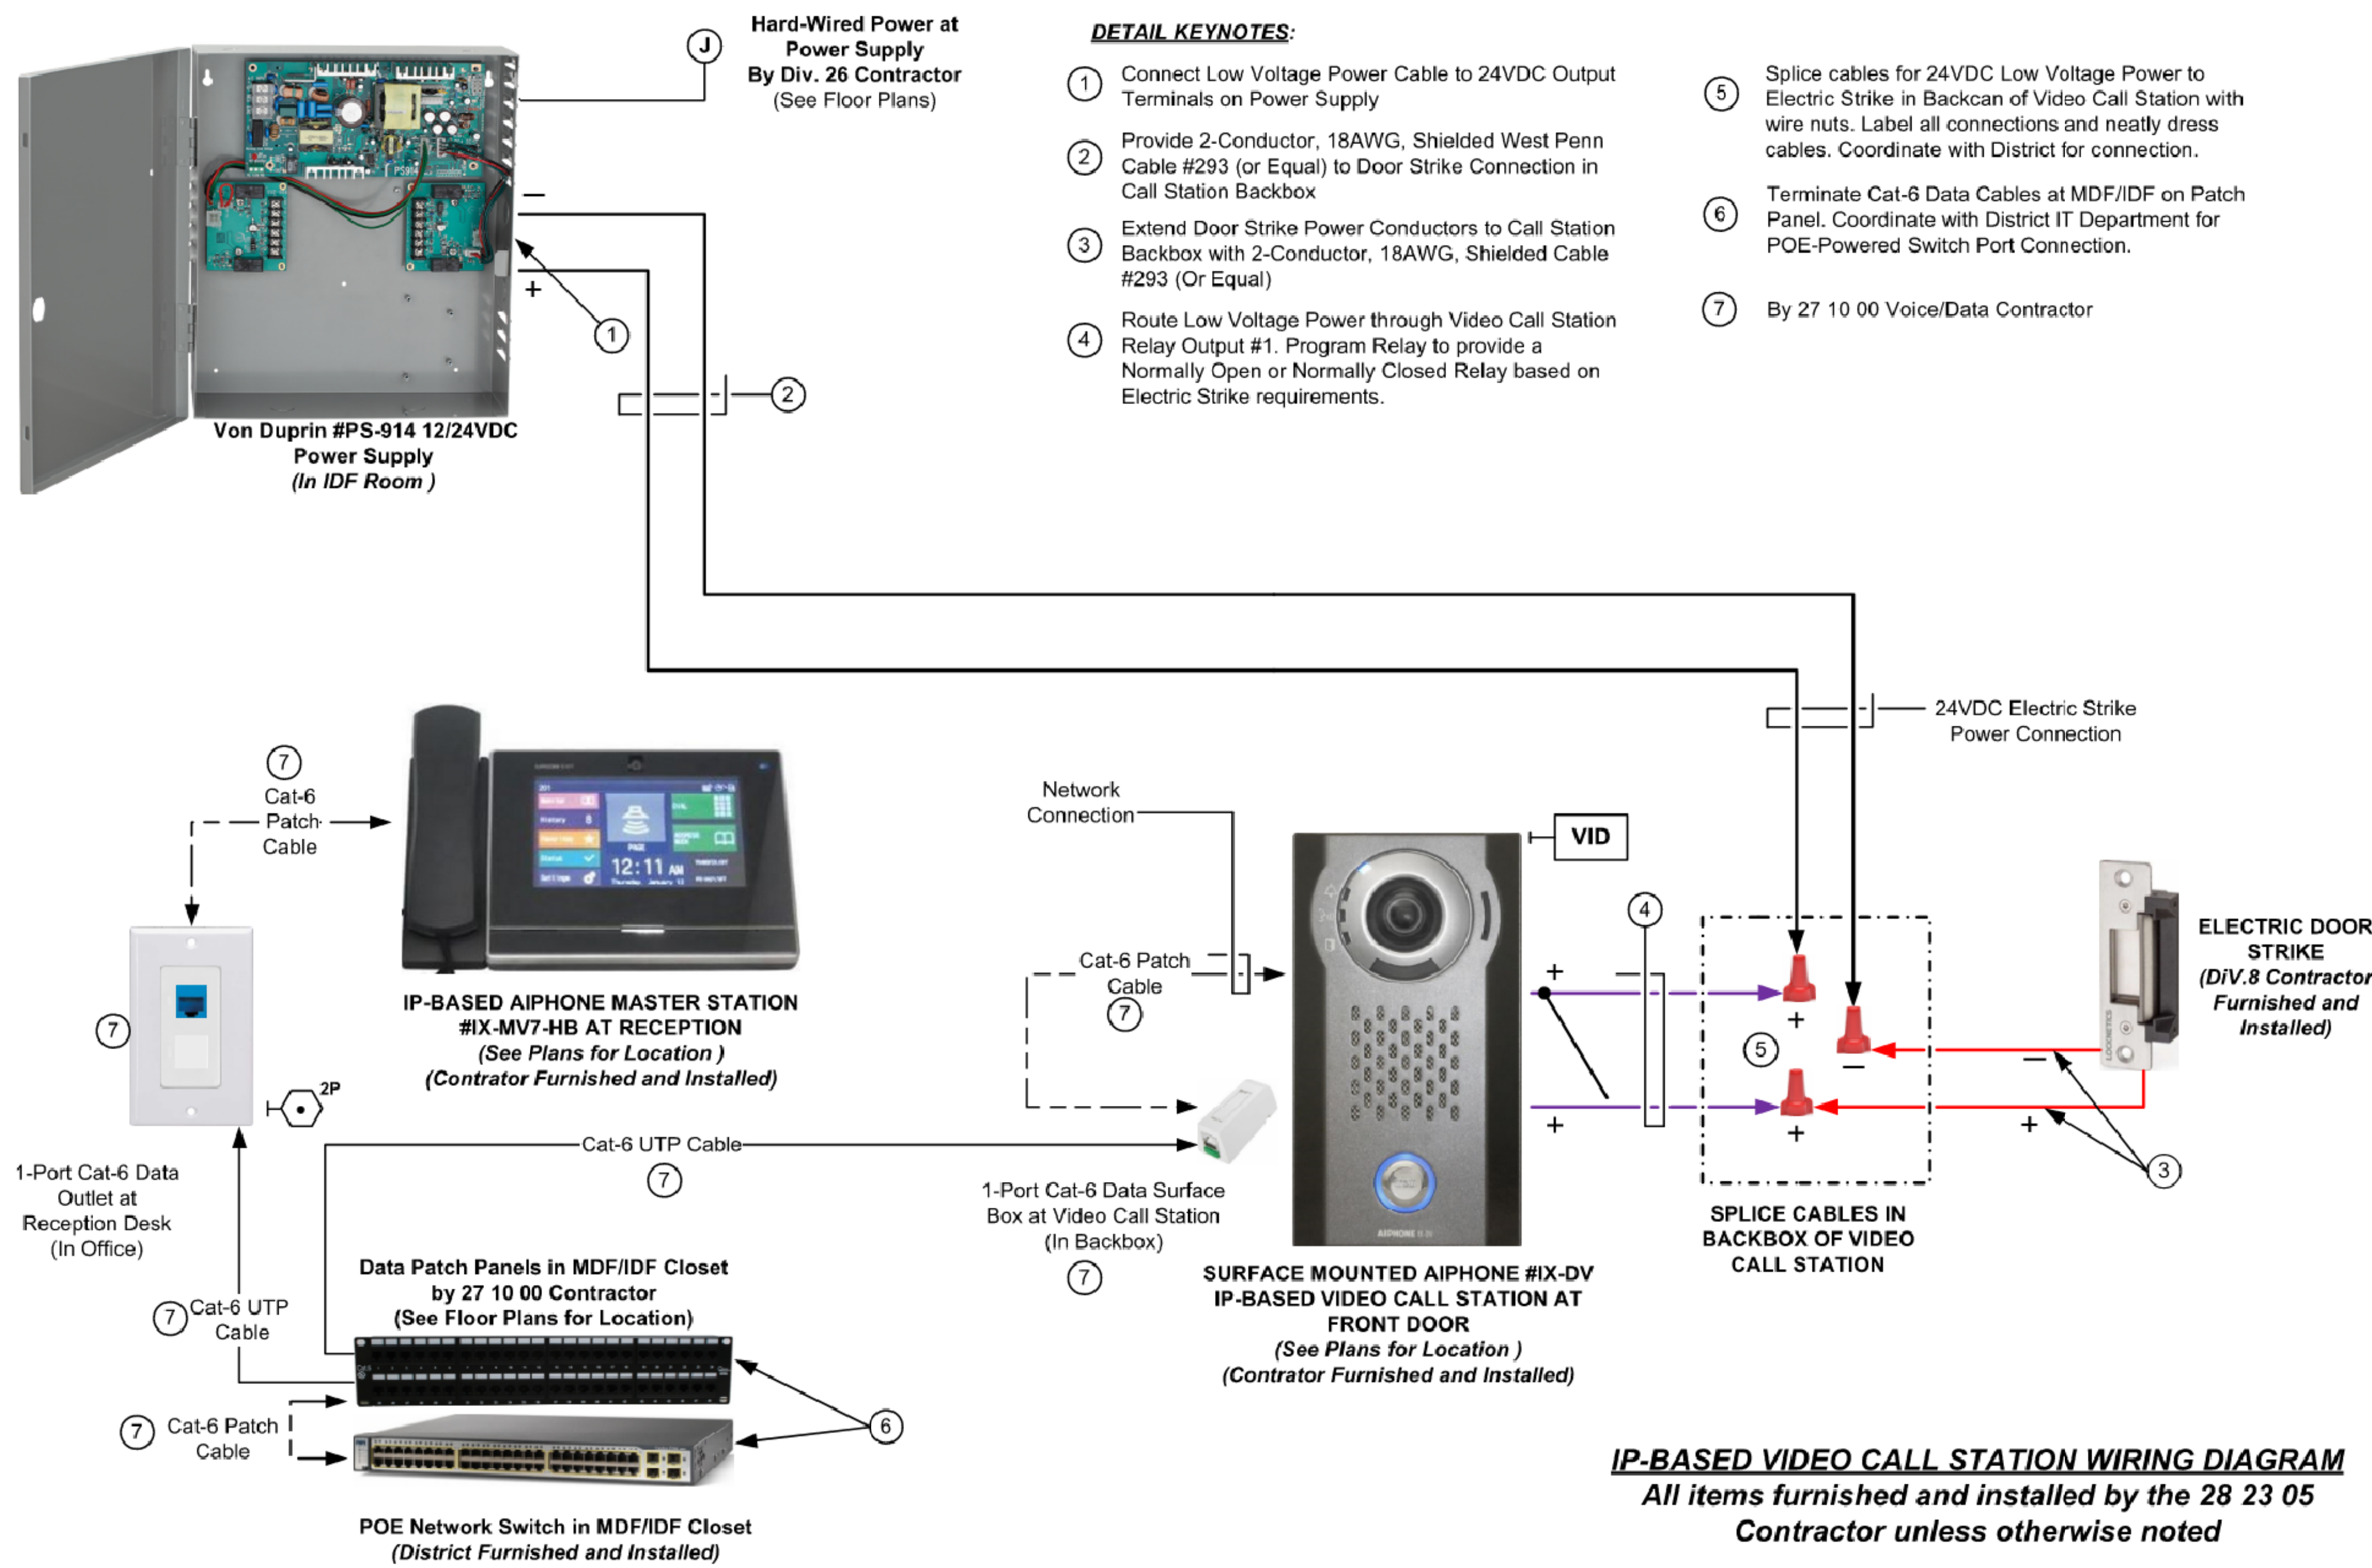 Hard-Wired Power at
Power Supply
By Div. 26 Contractor
(See Floor Plans)
J
DETAIL KEYNOTES:
1
Connect Low Voltage Power Cable to 24VDC Output
Terminals on Power Supply
2
Provide 2-Conductor, 18AWG, Shielded West Penn
Cable #293 (or Equal) to Door Strike Connection in
Call Station Backbox
3
Extend Door Strike Power Conductors to Call Station
Backbox with 2-Conductor, 18AWG, Shielded Cable
#293 (Or Equal)
4
Route Low Voltage Power through Video Call Station
Relay Output #1. Program Relay to provide a
Normally Open or Normally Closed Relay based on
Electric Strike requirements.
5
Splice cables for 24VDC Low Voltage Power to
Electric Strike in Backcan of Video Call Station with
wire nuts. Label all connections and neatly dress
cables. Coordinate with District for connection.
6
Terminate Cat-6 Data Cables at MDF/IDF on Patch
Panel. Coordinate with District IT Department for
POE-Powered Switch Port Connection.
7
By 27 10 00 Voice/Data Contractor
PS914
–
+
1
2
Von Duprin #PS-914 12/24VDC
Power Supply
(In IDF Room )
24VDC Electric Strike
Power Connection
7
Cat-6
Patch
Cable
201
History
Status
Settings
PAGE
12:11 AM
IP-BASED AIPHONE MASTER STATION
#IX-MV7-HB AT RECEPTION
(See Plans for Location )
(Contrator Furnished and Installed)
7
2P
1-Port Cat-6 Data
Outlet at
Reception Desk
(In Office)
Network
Connection
Cat-6 Patch
Cable
7
VID
4
+
+
Cat-6 UTP Cable
7
1-Port Cat-6 Data Surface
Box at Video Call Station
(In Backbox)
7
AIPHONE
SURFACE MOUNTED AIPHONE #IX-DV
IP-BASED VIDEO CALL STATION AT
FRONT DOOR
(See Plans for Location )
(Contrator Furnished and Installed)
+
5
–
+
SPLICE CABLES IN
BACKBOX OF VIDEO
CALL STATION
–
+
3
LOCKNETICS
ELECTRIC DOOR
STRIKE
(DiV.8 Contractor
Furnished and
Installed)
7
Cat-6 UTP
Cable
Data Patch Panels in MDF/IDF Closet
by 27 10 00 Contractor
(See Floor Plans for Location)
7
Cat-6 Patch
Cable
6
POE Network Switch in MDF/IDF Closet
(District Furnished and Installed)
IP-BASED VIDEO CALL STATION WIRING DIAGRAM
All items furnished and installed by the 28 23 05
Contractor unless otherwise noted